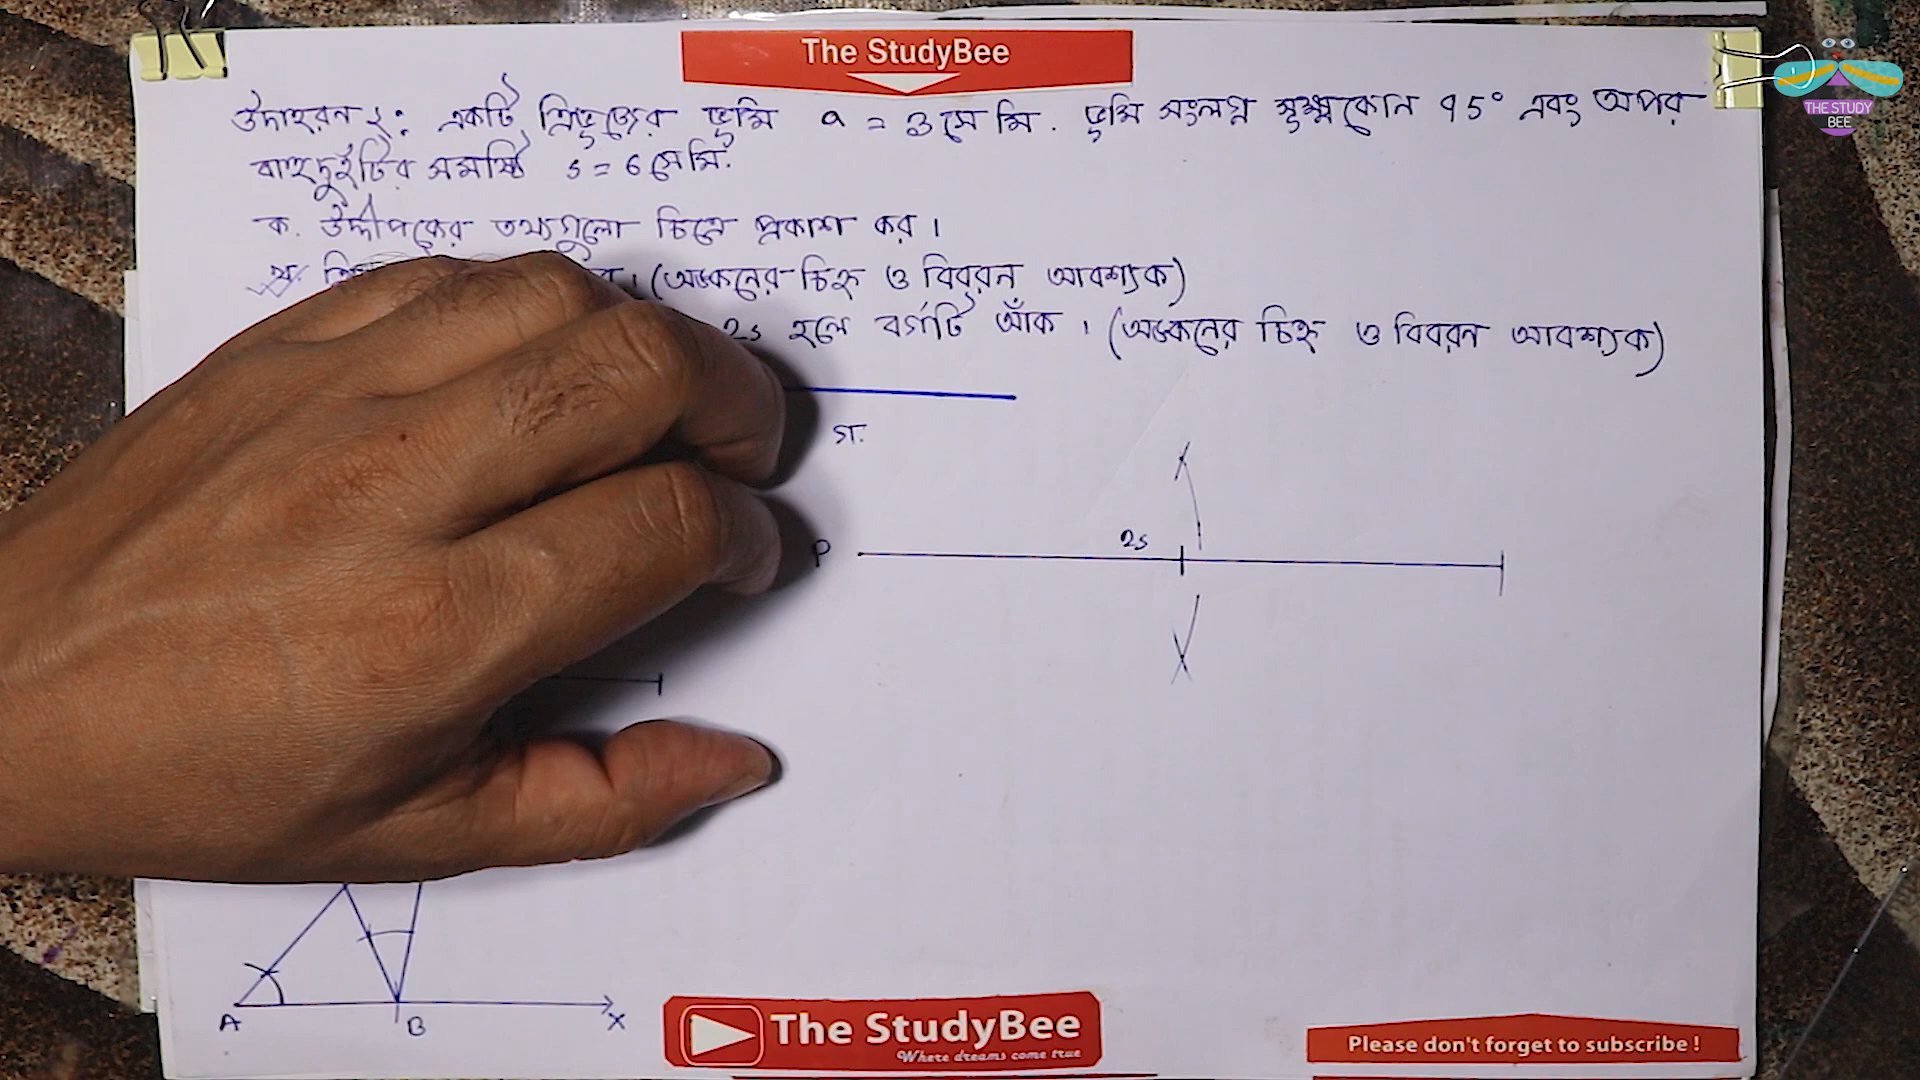 The StudyBee
THE STUDY
BEE
উদাহরন ২: একটি ত্রিভুজের ভূমি a = 3 সে মি. ভূমি সংলগ্ন সূক্ষ্মকোন 45° এবং অপর
বাহুদুইটির সমষ্টি s = 6 সেমি.
ক. উদ্দীপকের তথ্যগুলো চিত্রে প্রকাশ কর।
খ. (অঙ্কনের চিহ্ন ও বিবরন আবশ্যক)
2s হলে বর্গটি আঁক। (অঙ্কনের চিহ্ন ও বিবরন আবশ্যক)
গ.
P 2s
A B X
The StudyBee
Where dreams come true
Please don't forget to subscribe !